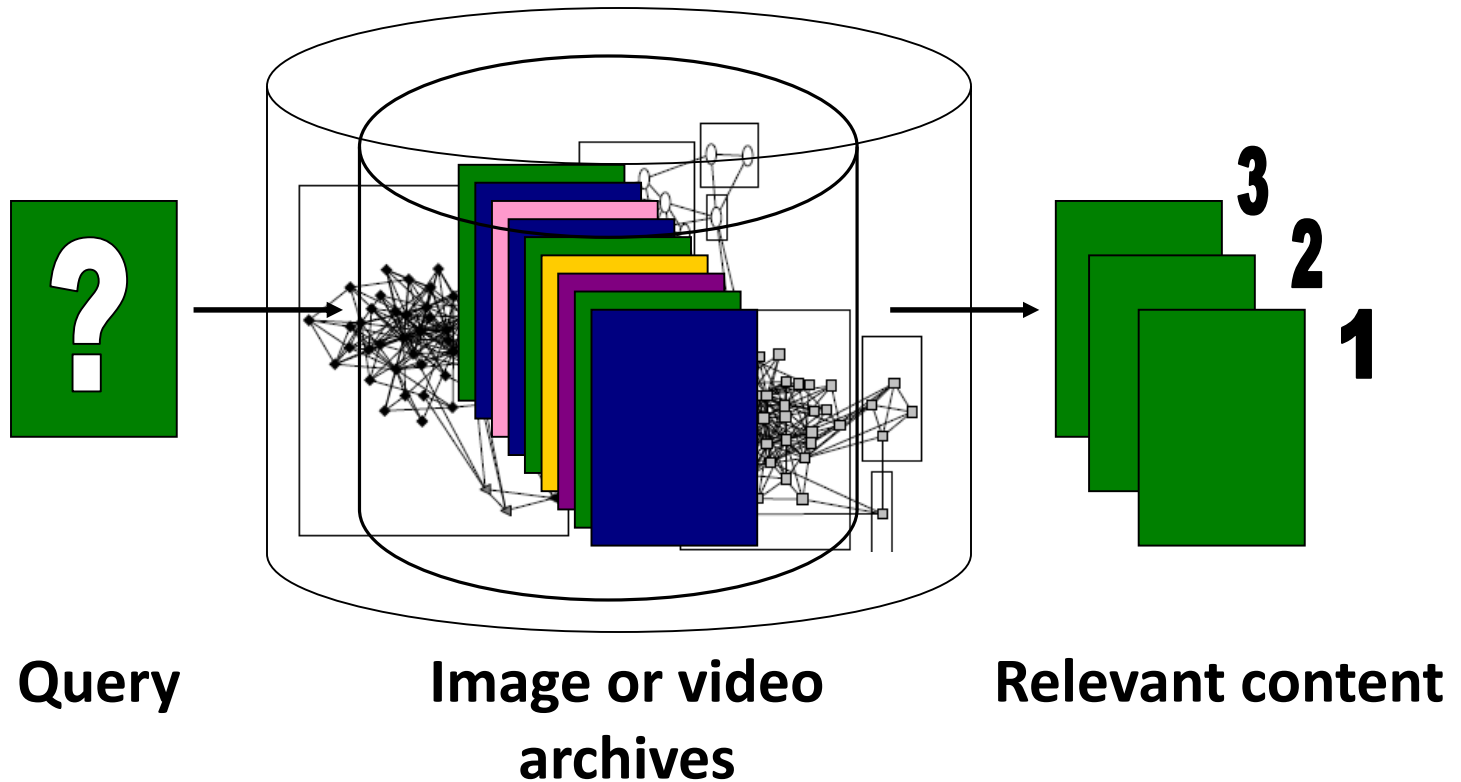 ?
3
2
1
Query
Image or video
archives
Relevant content